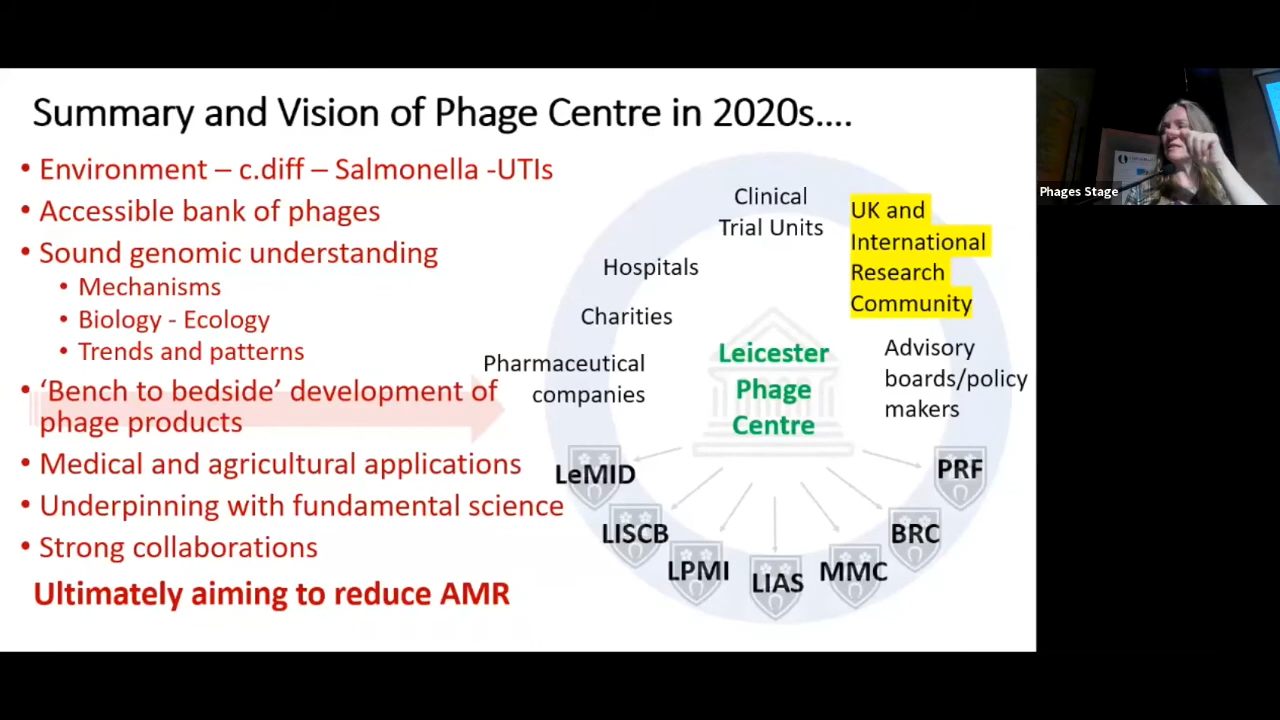 Summary and Vision of Phage Centre in 2020s....
• Environment – c.diff – Salmonella -UTIs
• Accessible bank of phages
• Sound genomic understanding
• Mechanisms
• Biology - Ecology
• Trends and patterns
• ‘Bench to bedside’ development of
phage products
• Medical and agricultural applications
• Underpinning with fundamental science
• Strong collaborations
Ultimately aiming to reduce AMR
Clinical
Trial Units
UK and
International
Research
Community
Hospitals
Charities
Pharmaceutical
companies
Leicester
Phage
Centre
Advisory
boards/policy
makers
LeMID
LISCB
LPMI
LIAS
MMC
BRC
PRF
Phages Stage